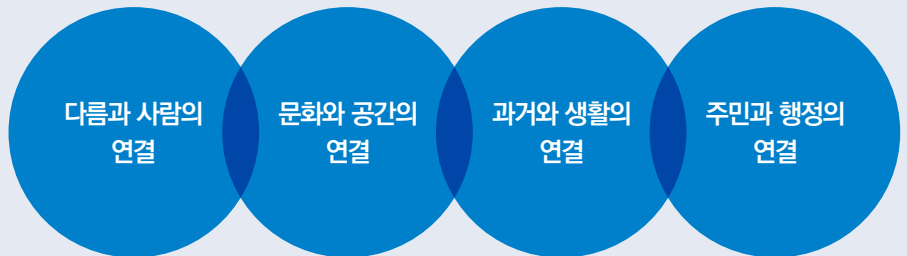 다름과 사람의
연결
문화와 공간의
연결
과거와 생활의
연결
주민과 행정의
연결